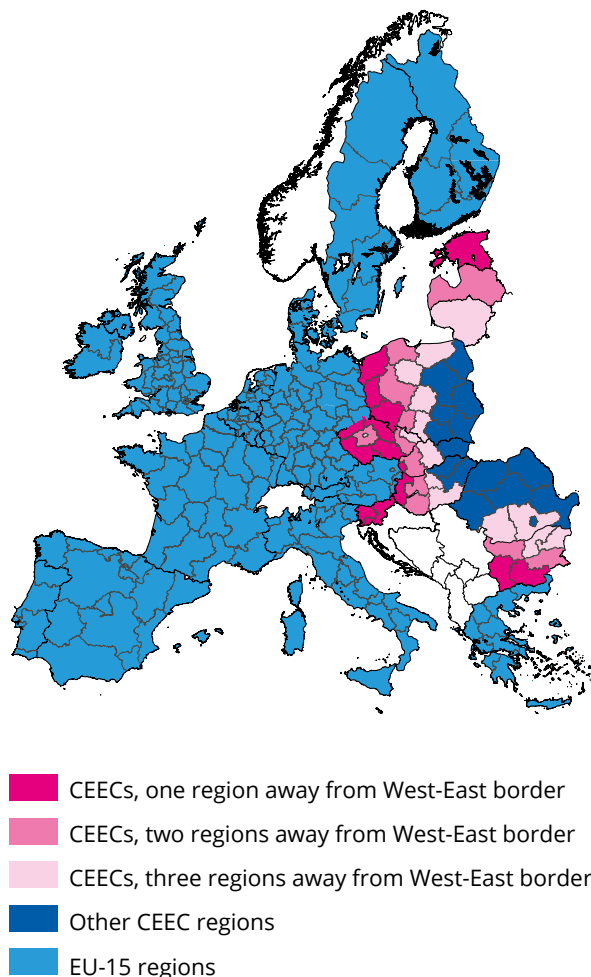 CEECs, one region away from West-East border
CEECs, two regions away from West-East border
CEECs, three regions away from West-East border
Other CEEC regions
EU-15 regions